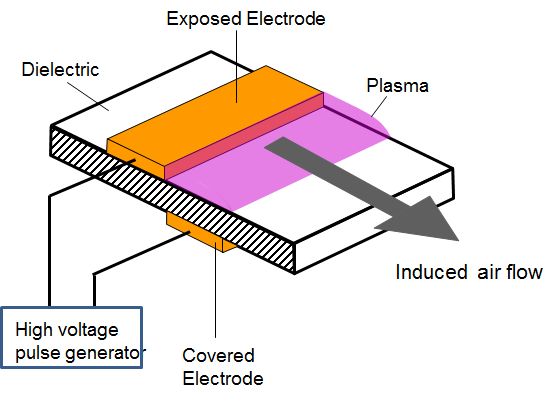 Exposed Electrode
Dielectric
Plasma
Induced air flow
High voltage
pulse generator
Covered
Electrode